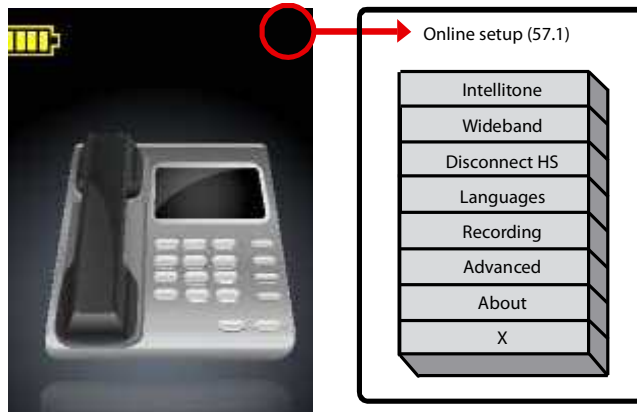 Online setup (57.1)
Intellitone
Wideband
Disconnect HS
Languages
Recording
Advanced
About
X